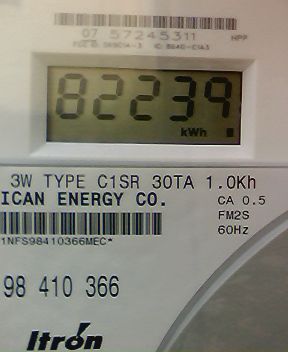 07 57245311 HPP
82239
kWh
3W TYPE C1SR 30TA 1.0Kh
ICAN ENERGY CO.
CA 0.5
FM2S
60Hz
1NFS98410366MEC*
98 410 366
Itron